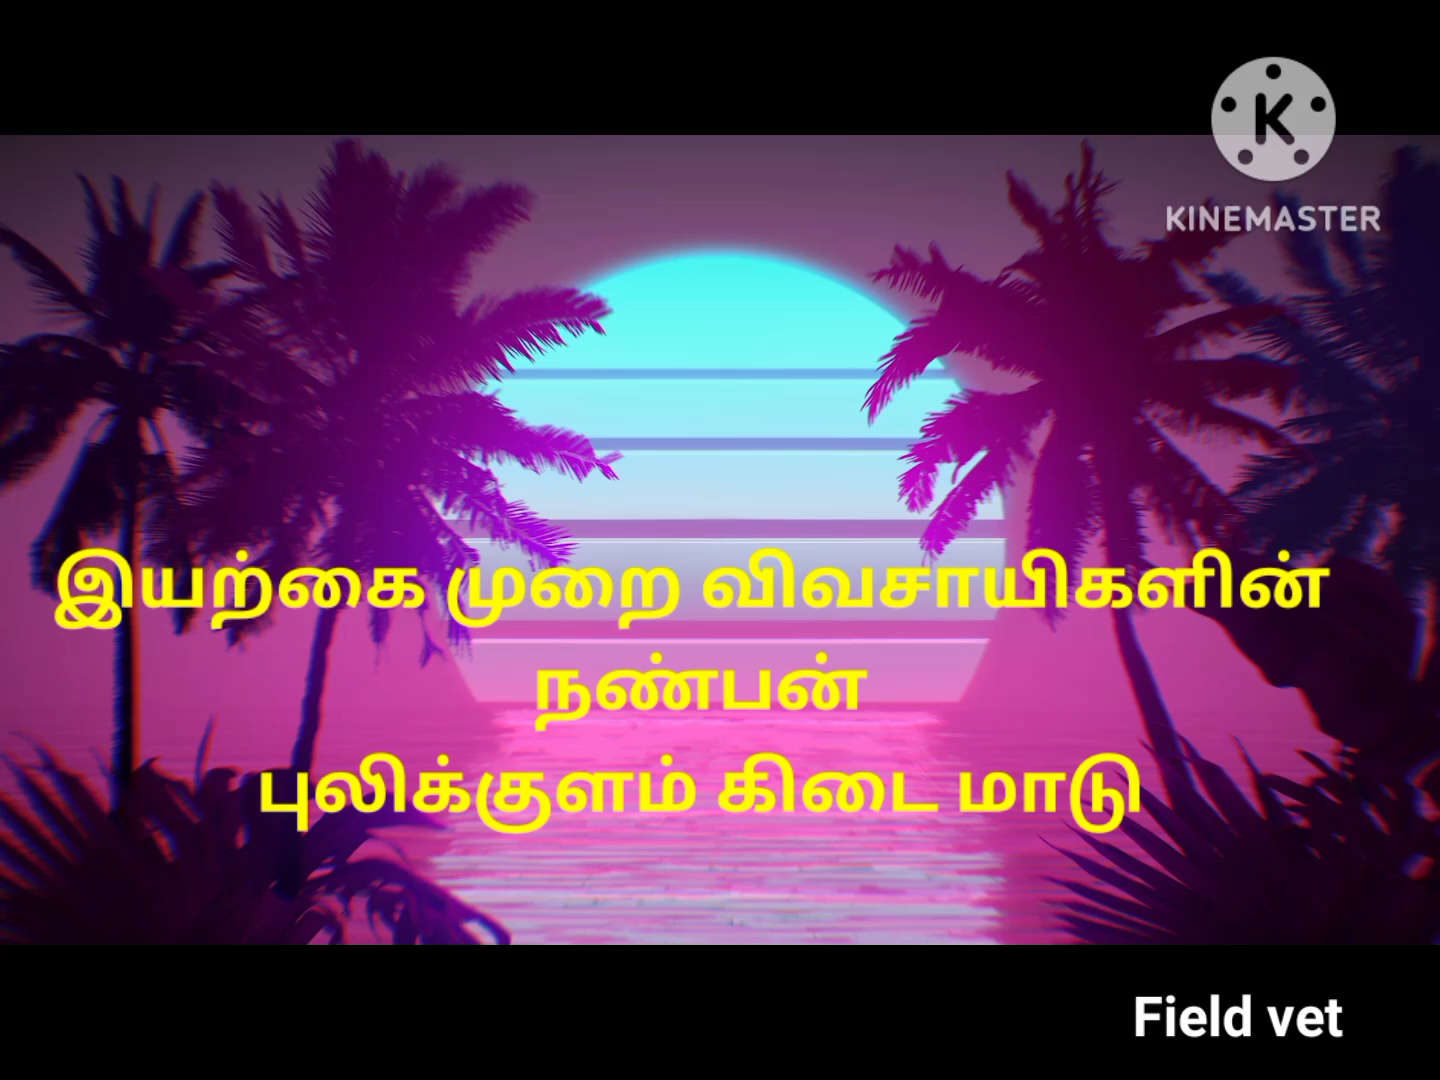 KINEMASTER
இயற்கை முறை விவசாயிகளின்
நண்பன்
புலிக்குளம் கிடை மாடு
Field vet